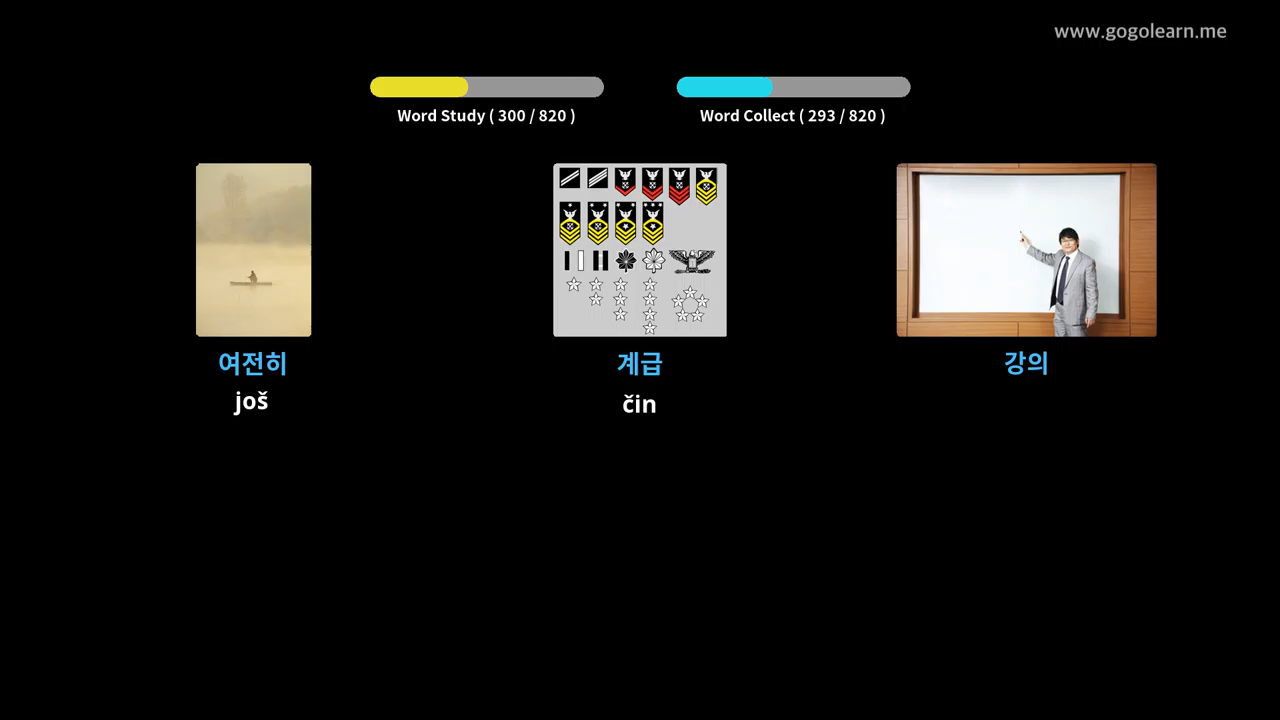 www.gogolearn.me
Word Study ( 300 / 820 )
Word Collect ( 293 / 820 )
여전히
계급
강의
još
čin